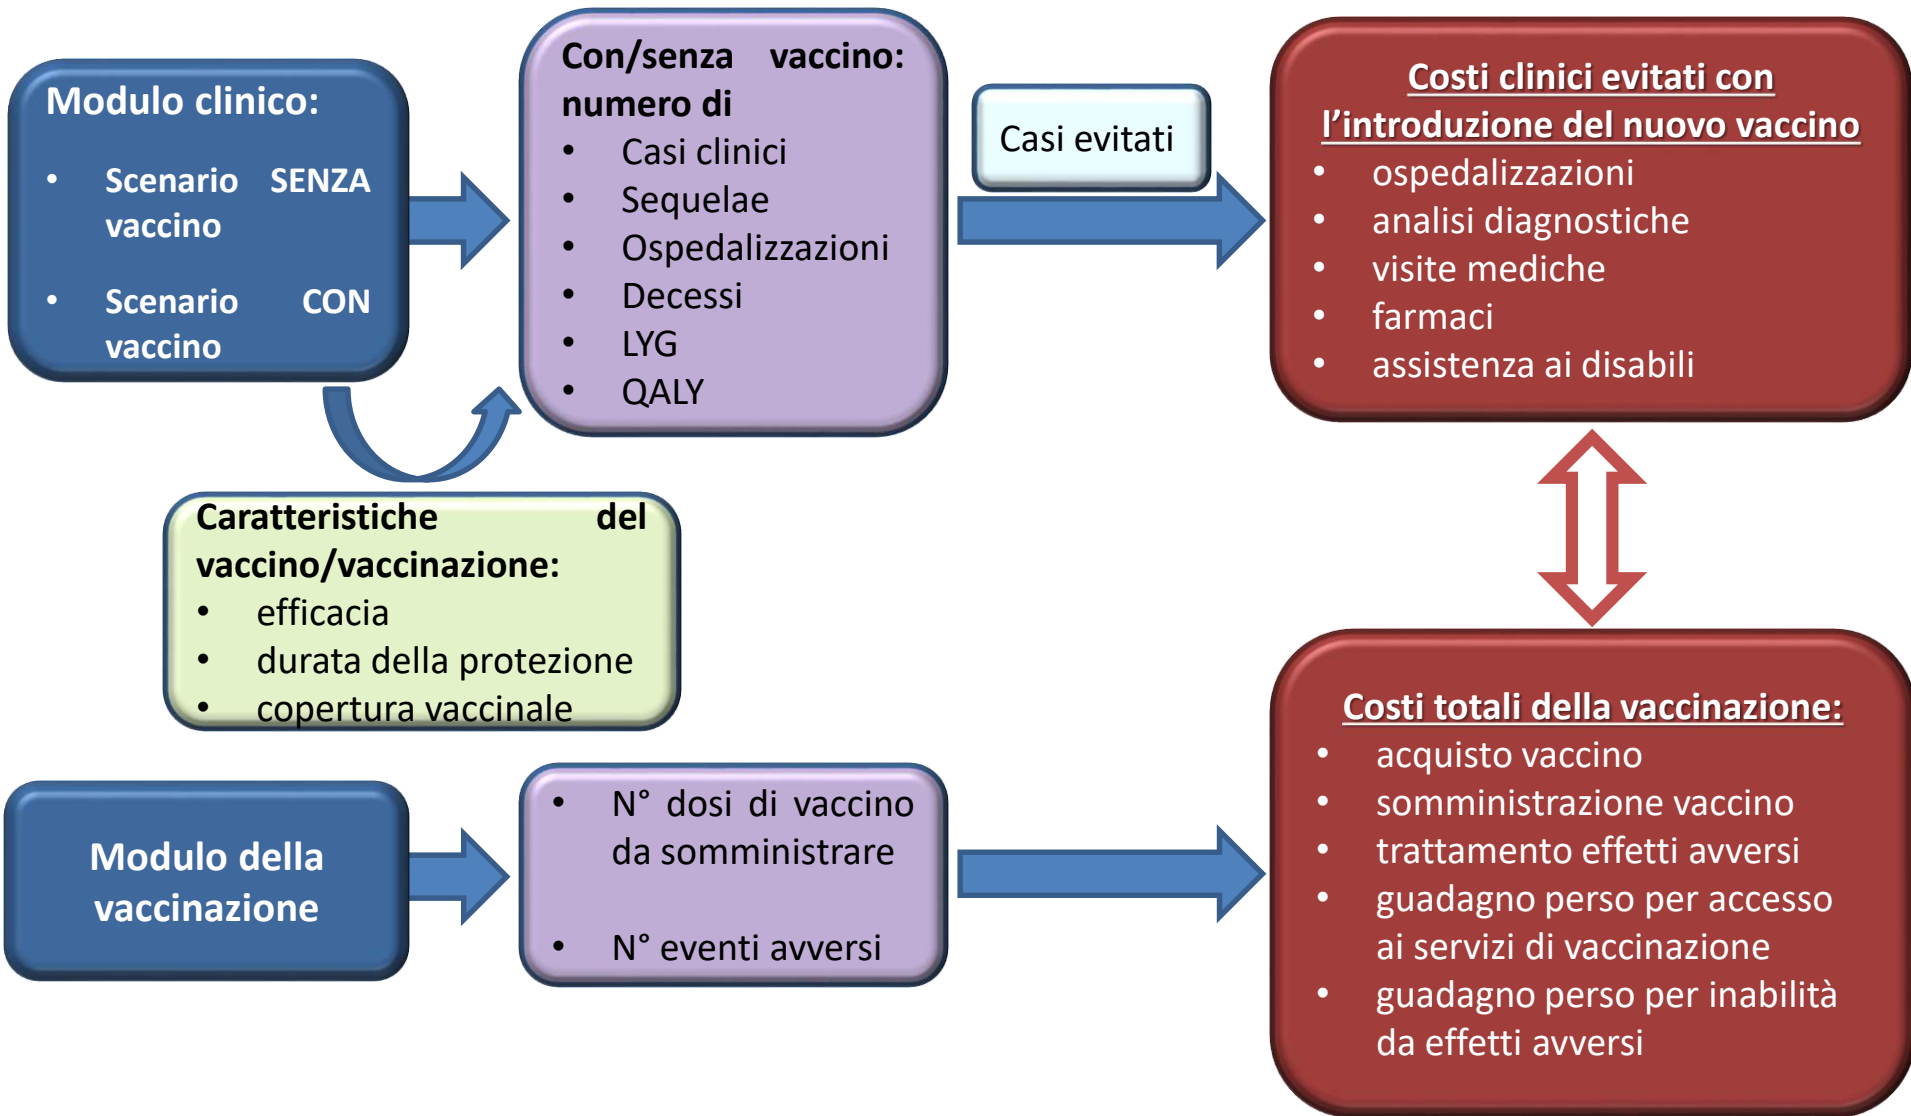 Modulo clinico:
• Scenario SENZA
vaccino
• Scenario CON
vaccino
Con/senza vaccino:
numero di
• Casi clinici
• Sequelae
• Ospedalizzazioni
• Decessi
• LYG
• QALY
Casi evitati
Costi clinici evitati con
l'introduzione del nuovo vaccino
• ospedalizzazioni
• analisi diagnostiche
• visite mediche
• farmaci
• assistenza ai disabili
Caratteristiche del
vaccino/vaccinazione:
• efficacia
• durata della protezione
• copertura vaccinale
Modulo della
vaccinazione
• N° dosi di vaccino
da somministrare
• N° eventi avversi
Costi totali della vaccinazione:
• acquisto vaccino
• somministrazione vaccino
• trattamento effetti avversi
• guadagno perso per accesso
ai servizi di vaccinazione
• guadagno perso per inabilità
da effetti avversi